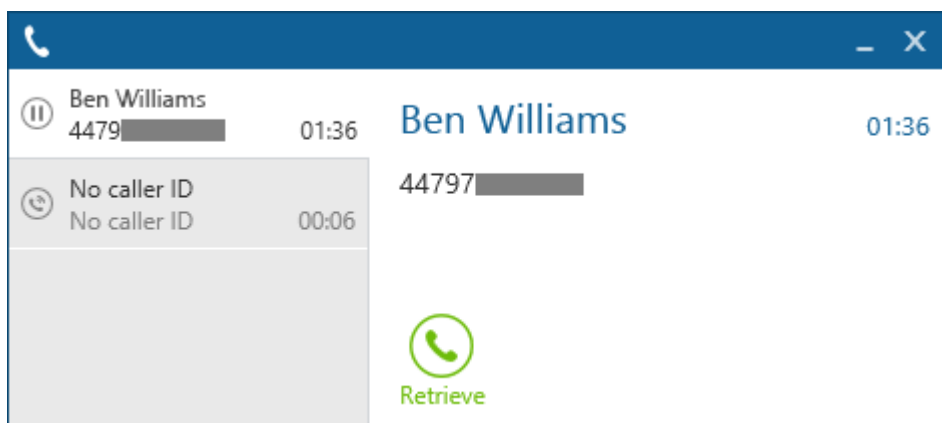 Ben Williams
4479
01:36
No caller ID
No caller ID
00:06
Ben Williams
01:36
44797
Retrieve